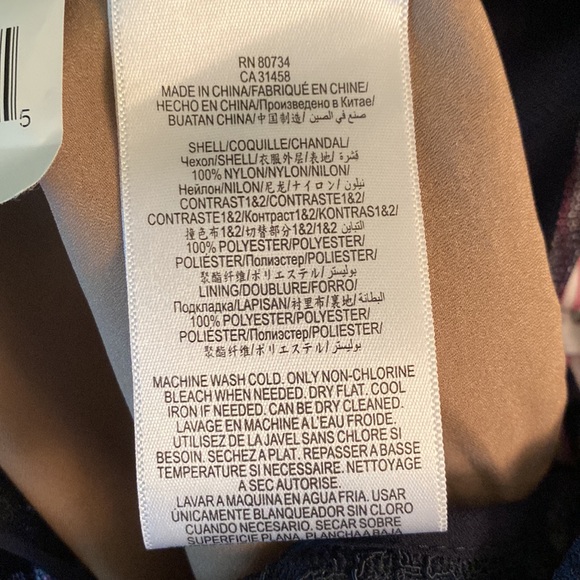 5
RN 80734
CA 31458
MADE IN CHINA/FABRIQUÉ EN CHINE/
HECHO EN CHINA/Произведено в Китае/
BUATAN CHINA/中国制造/ صنع في الصين
SHELL/COQUILLE/CHANDAL/
Чехол/SHELL/衣服外层/表地/ قشرة
100% NYLON/NYLON/NILON/
Нейлон/NILON/尼龙/ナイロン/ نيلون
CONTRAST1&2/CONTRASTE1&2/
CONTRASTE1&2/Контраст1&2/KONTRAS1&2/
撞色布1&2/切替部分1&2/1&2 التباين
100% POLYESTER/POLYESTER/
POLIÉSTER/Полиэстер/POLIESTER/
聚酯纤维/ポリエステル/ بوليستر
LINING/DOUBLURE/FORRO/
Подкладка/LAPISAN/衬里布/裏地/ البطانة
100% POLYESTER/POLYESTER/
POLIÉSTER/Полиэстер/POLIESTER/
聚酯纤维/ポリエステル/ بوليستر
MACHINE WASH COLD. ONLY NON-CHLORINE
BLEACH WHEN NEEDED. DRY FLAT. COOL
IRON IF NEEDED. CAN BE DRY CLEANED.
LAVAGE EN MACHINE A L'EAU FROIDE.
UTILISEZ DE LA JAVEL SANS CHLORE SI
BESOIN. SECHEZ A PLAT. REPASSER A BASSE
TEMPERATURE SI NECESSAIRE. NETTOYAGE
A SEC AUTORISE.
LAVAR A MAQUINA EN AGUA FRIA. USAR
ÚNICAMENTE BLANQUEADOR SIN CLORO
CUANDO NECESARIO. SECAR SOBRE
SUPERFICIE PLANA. PLANCHA A BAJA